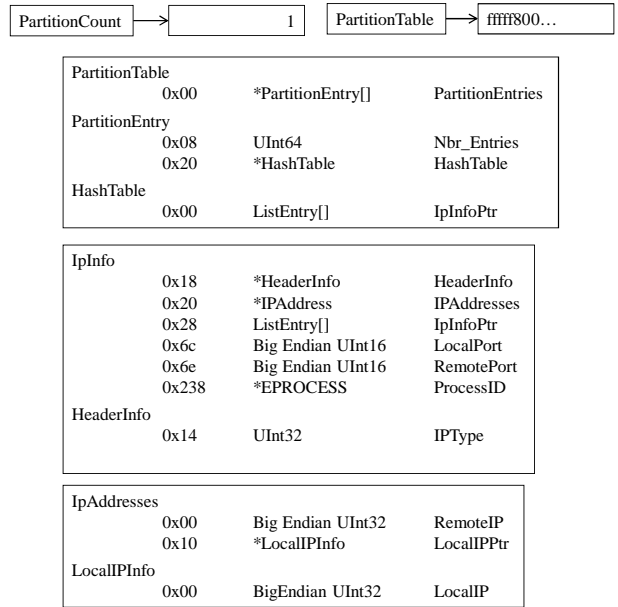 PartitionCount 1 PartitionTable fffff800…
PartitionTable
0x00 *PartitionEntry[] PartitionEntries
PartitionEntry
0x08 UInt64 Nbr_Entries
0x20 *HashTable HashTable
HashTable
0x00 ListEntry[] IpInfoPtr
IpInfo
0x18 *HeaderInfo HeaderInfo
0x20 *IPAddress IPAddresses
0x28 ListEntry[] IpInfoPtr
0x6c Big Endian UInt16 LocalPort
0x6e Big Endian UInt16 RemotePort
0x238 *EPROCESS ProcessID
HeaderInfo
0x14 UInt32 IPType
IpAddresses
0x00 Big Endian UInt32 RemoteIP
0x10 *LocalIPInfo LocalIPPtr
LocalIPInfo
0x00 BigEndian UInt32 LocalIP